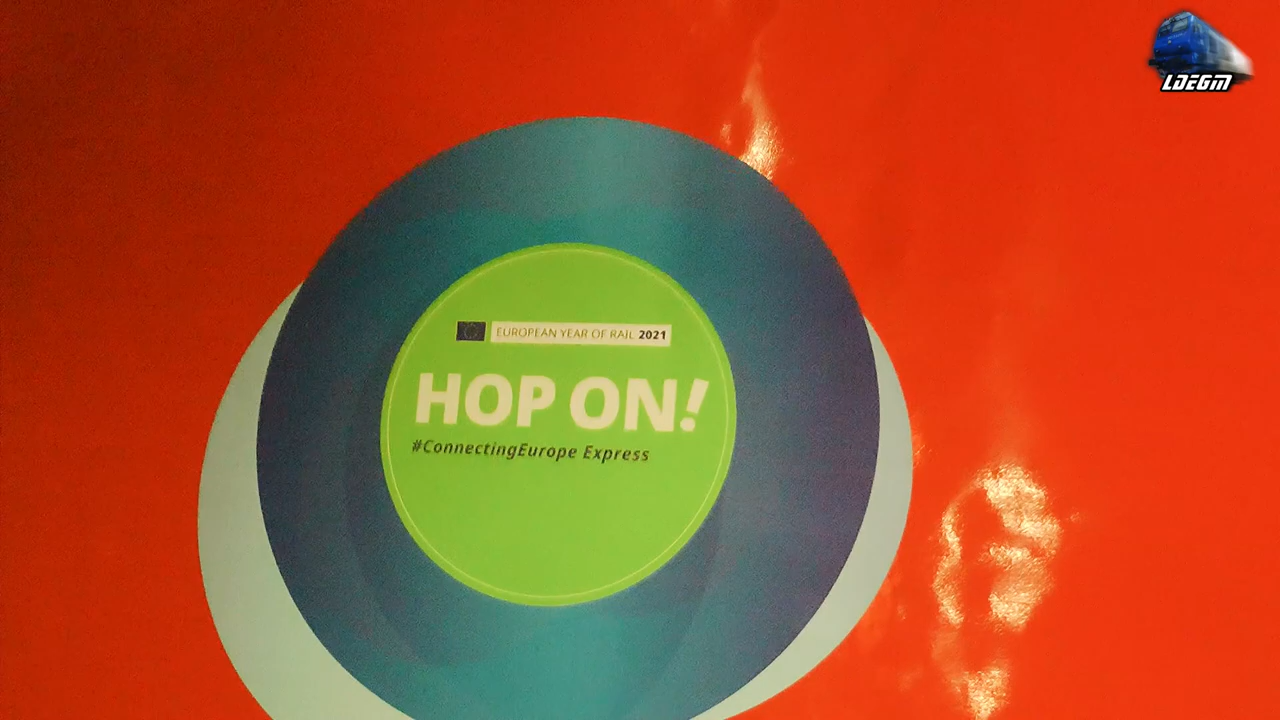 LDEGM
EUROPEAN YEAR OF RAIL 2021
HOP ON!
#ConnectingEurope Express